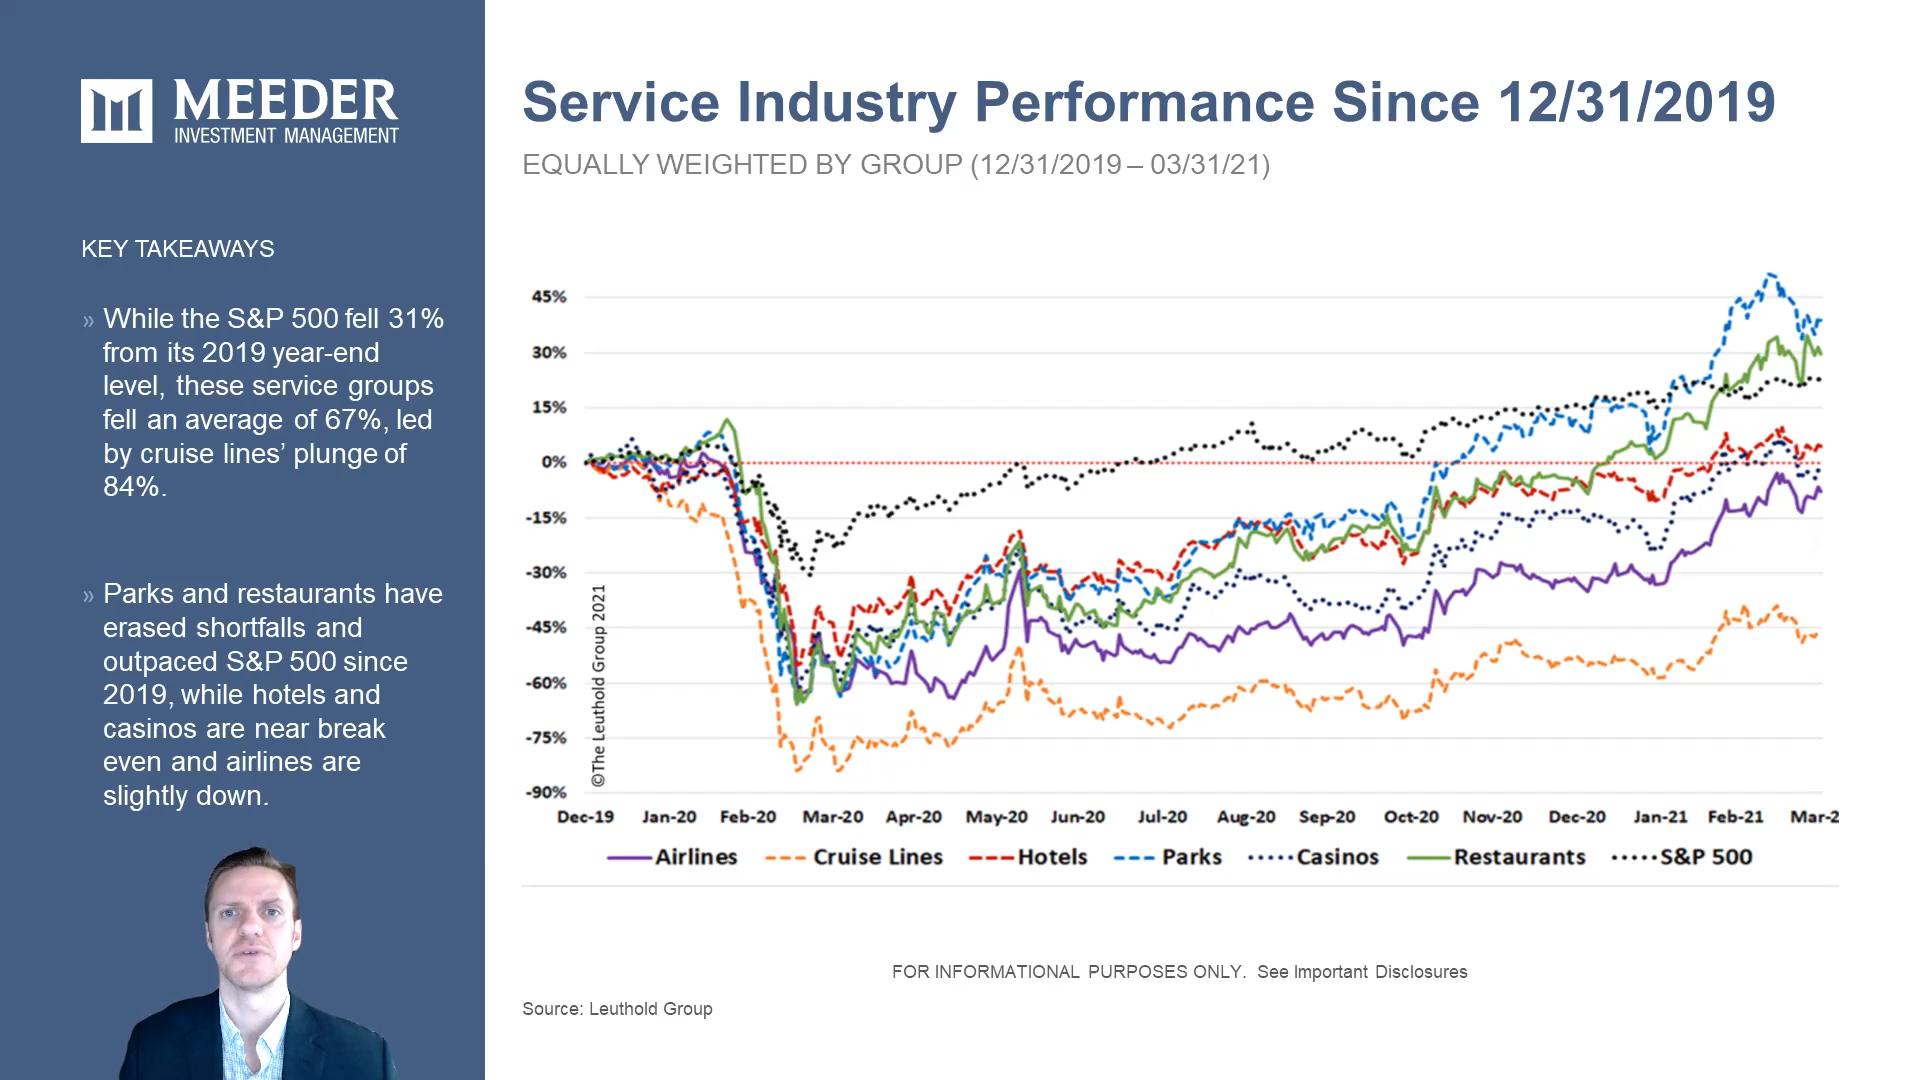 MEEDER
INVESTMENT MANAGEMENT
KEY TAKEAWAYS
» While the S&P 500 fell 31%
from its 2019 year-end
level, these service groups
fell an average of 67%, led
by cruise lines’ plunge of
84%.
» Parks and restaurants have
erased shortfalls and
outpaced S&P 500 since
2019, while hotels and
casinos are near break
even and airlines are
slightly down.
Service Industry Performance Since 12/31/2019
EQUALLY WEIGHTED BY GROUP (12/31/2019 – 03/31/21)
45%
30%
15%
0%
-15%
-30%
-45%
-60%
-75%
-90%
©The Leuthold Group 2021
Dec-19 Jan-20 Feb-20 Mar-20 Apr-20 May-20 Jun-20 Jul-20 Aug-20 Sep-20 Oct-20 Nov-20 Dec-20 Jan-21 Feb-21 Mar-2
Airlines Cruise Lines Hotels Parks Casinos Restaurants S&P 500
FOR INFORMATIONAL PURPOSES ONLY. See Important Disclosures
Source: Leuthold Group